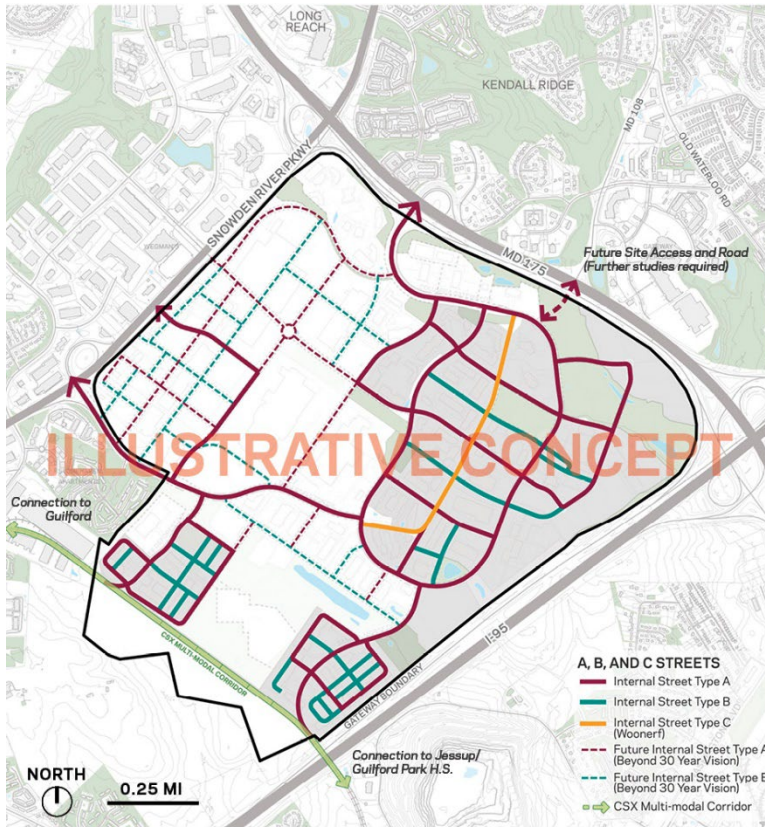 LONG
REACH
KENDALL RIDGE
MD 108
OLD WATERLOO RD
SNOWDEN RIVER PKWY
MD 175
Future Site Access and Road
(Further studies required)
ILLUSTRATIVE CONCEPT
Connection to
Guilford
CSX MULTI-MODAL CORRIDOR
I-95
GATEWAY BOUNDARY
Connection to Jessup/
Guilford Park H.S.
NORTH
0.25 MI
A, B, AND C STREETS
Internal Street Type A
Internal Street Type B
Internal Street Type C
(Woonerf)
Future Internal Street Type A
(Beyond 30 Year Vision)
Future Internal Street Type B
(Beyond 30 Year Vision)
CSX Multi-modal Corridor